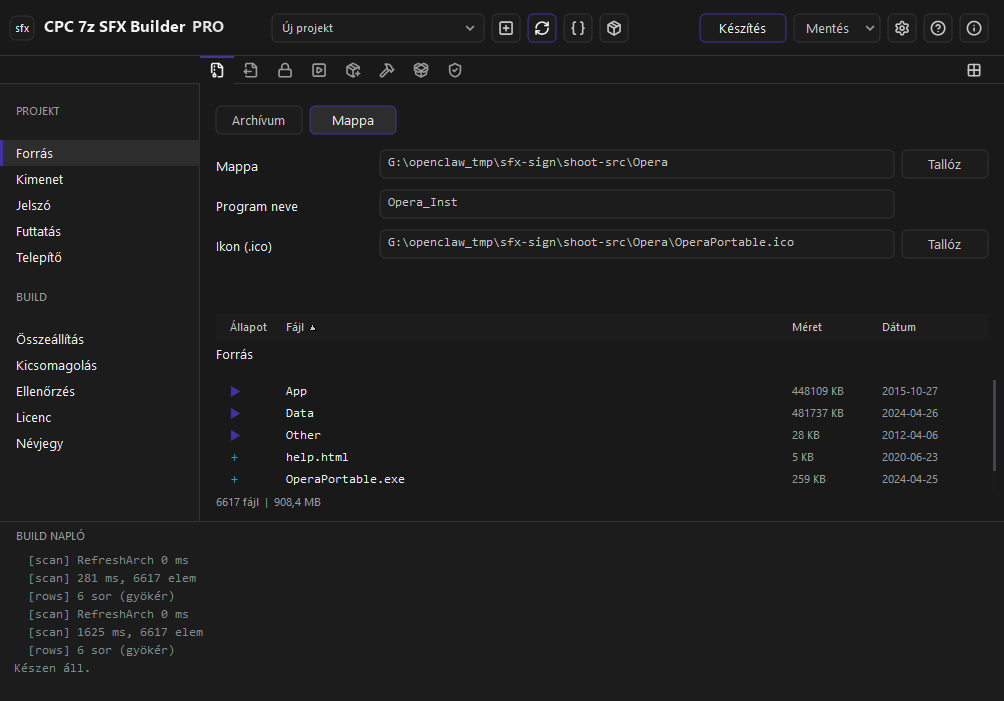 sfx CPC 7z SFX Builder PRO
Új projekt
{ }
Készítés
Mentés
PROJEKT
Forrás
Kimenet
Jelszó
Futtatás
Telepítő
BUILD
Összeállítás
Kicsomagolás
Ellenőrzés
Licenc
Névjegy
Archívum Mappa
Mappa G:\openclaw_tmp\sfx-sign\shoot-src\Opera Tallóz
Program neve Opera_Inst
Ikon (.ico) G:\openclaw_tmp\sfx-sign\shoot-src\Opera\OperaPortable.ico Tallóz
Állapot Fájl ▲ Méret Dátum
Forrás
▶ App 448109 KB 2015-10-27
▶ Data 481737 KB 2024-04-26
▶ Other 28 KB 2012-04-06
+ help.html 5 KB 2020-06-23
+ OperaPortable.exe 259 KB 2024-04-25
6617 fájl | 908,4 MB
BUILD NAPLÓ
[scan] RefreshArch 0 ms
[scan] 281 ms, 6617 elem
[rows] 6 sor (gyökér)
[scan] RefreshArch 0 ms
[scan] 1625 ms, 6617 elem
[rows] 6 sor (gyökér)
Készen áll.